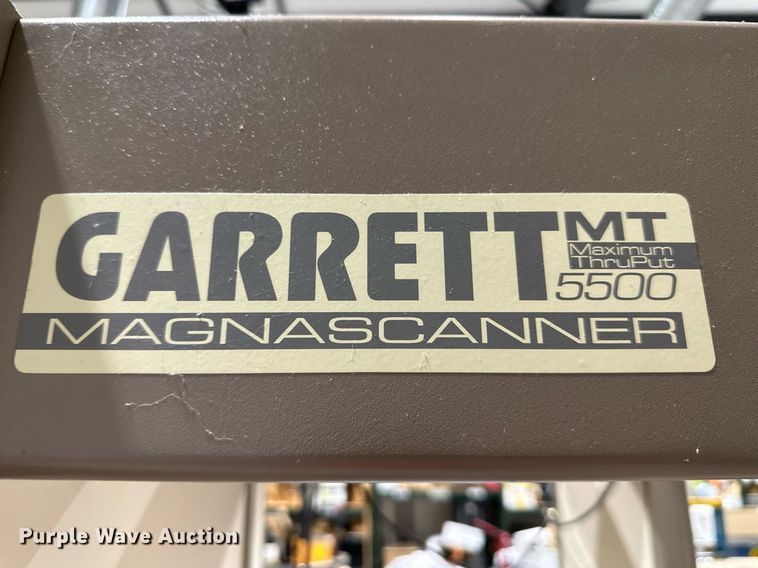 GARRETT MT
Maximum
ThruPut
5500
MAGNASCANNER
Purple Wave Auction